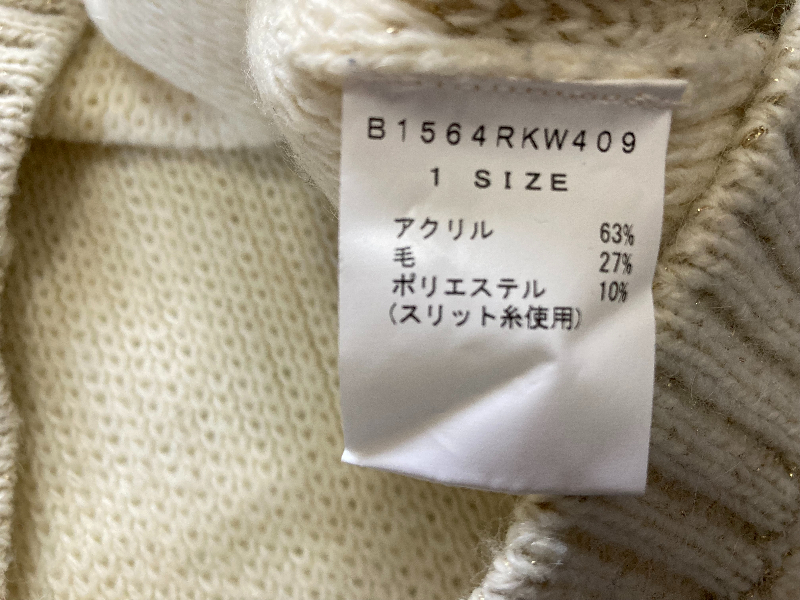 B1564RKW409
1 SIZE
アクリル 63%
毛 27%
ポリエステル 10%
(スリット糸使用)